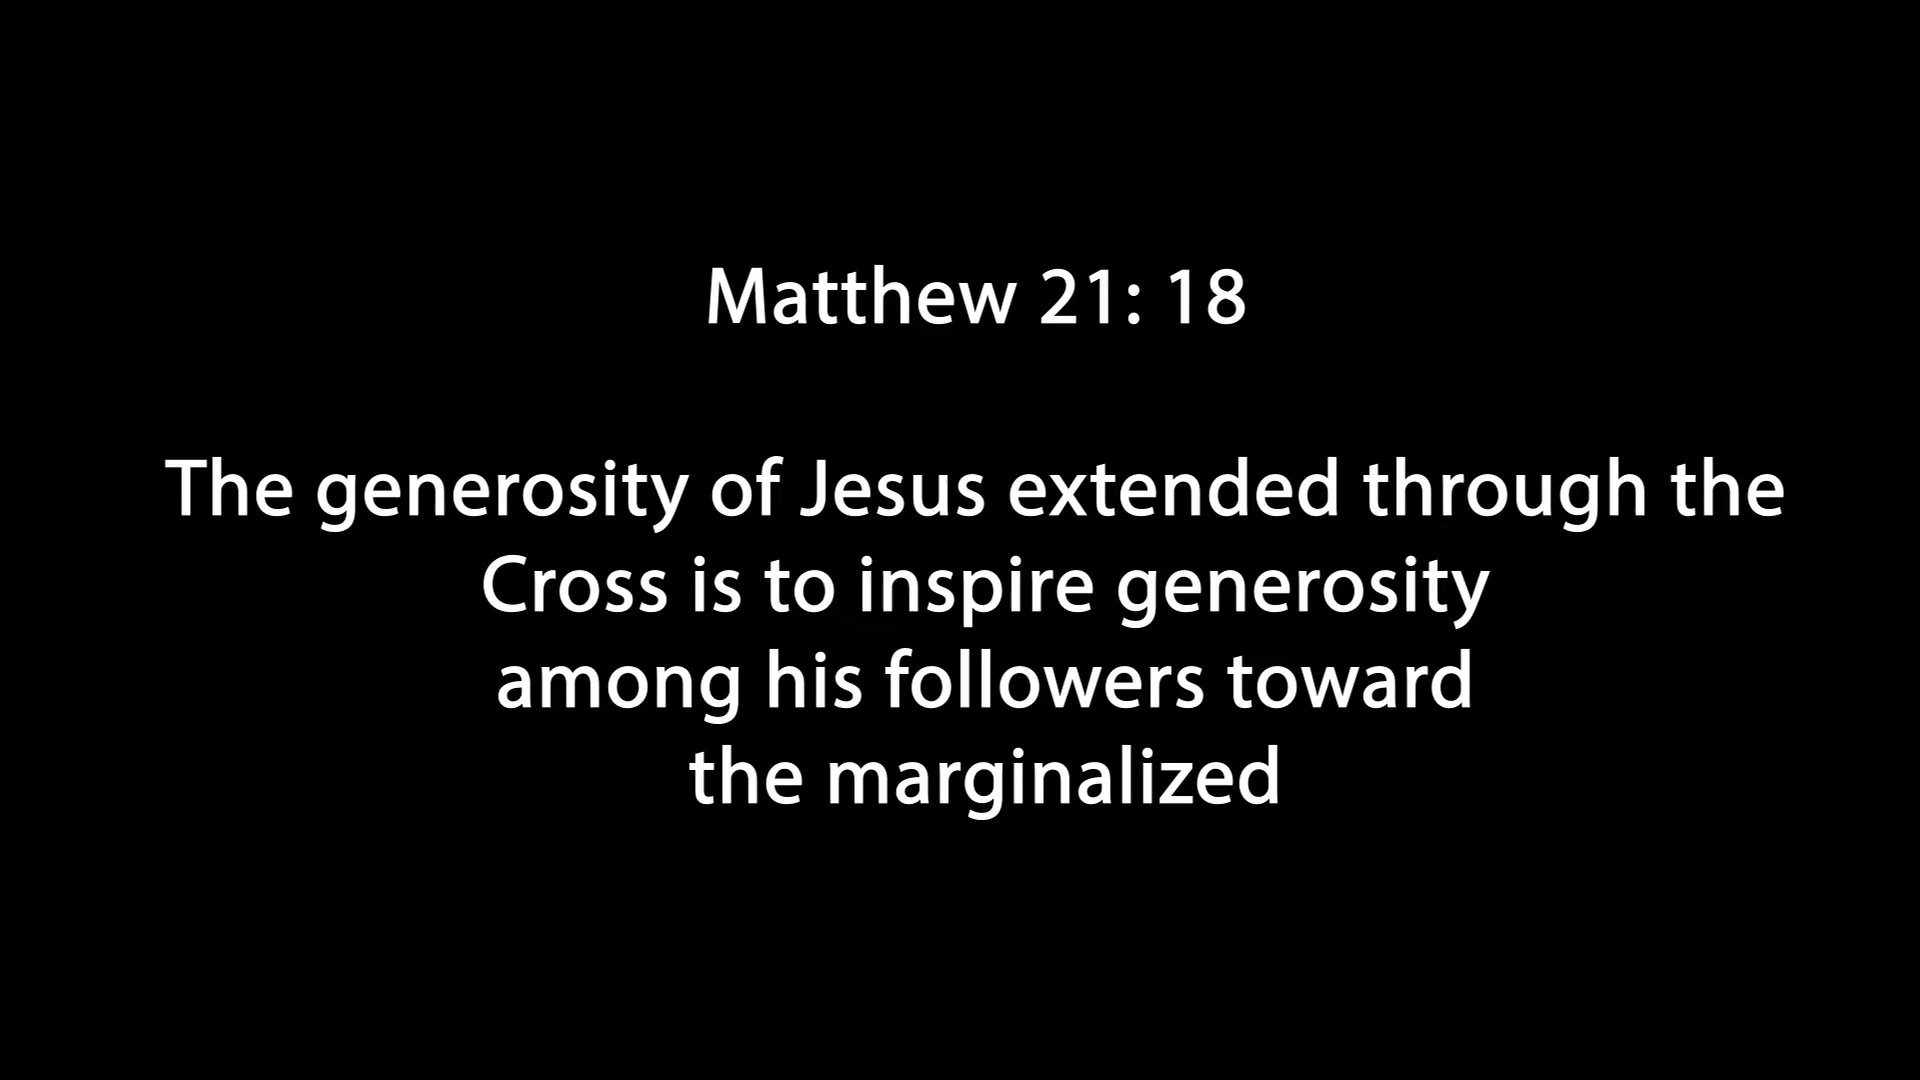 Matthew 21: 18
The generosity of Jesus extended through the
Cross is to inspire generosity
among his followers toward
the marginalized